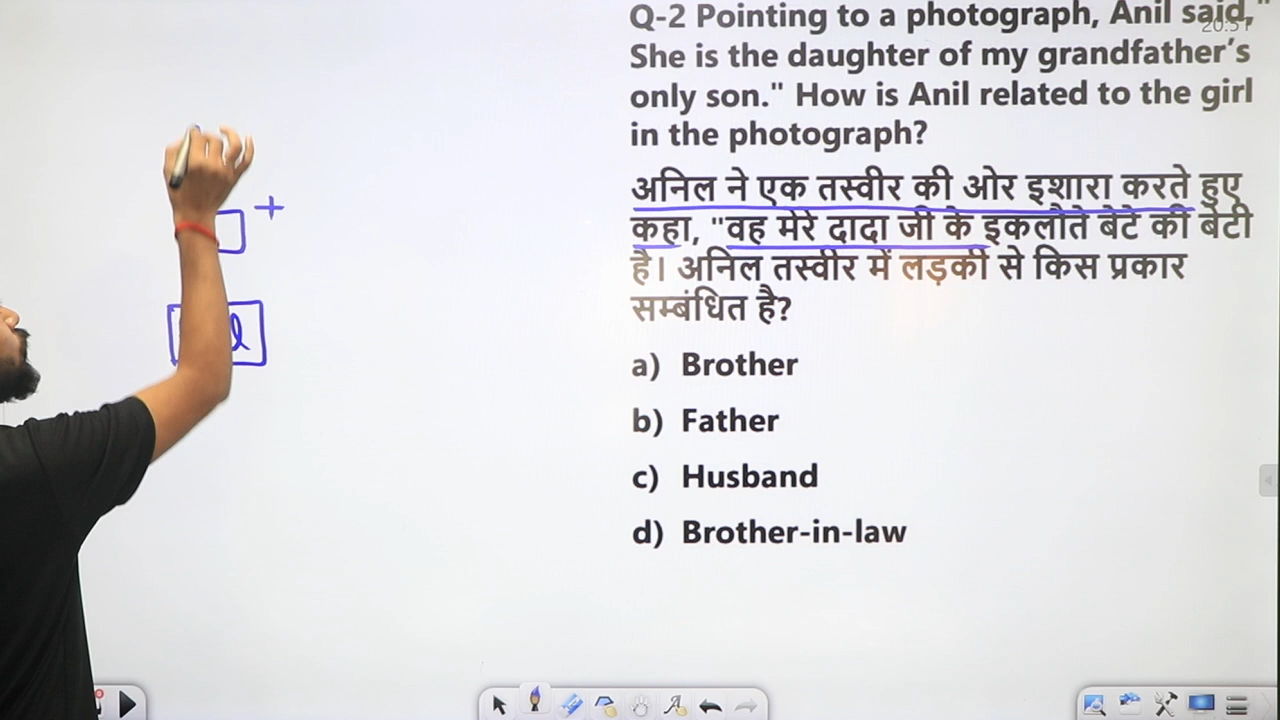 Q-2 Pointing to a photograph, Anil said,"
She is the daughter of my grandfather's
only son." How is Anil related to the girl
in the photograph?
अनिल ने एक तस्वीर की ओर इशारा करते हुए
कहा, "वह मेरे दादा जी के इकलौते बेटे की बेटी
है। अनिल तस्वीर में लड़की से किस प्रकार
सम्बंधित है?
a) Brother
b) Father
c) Husband
d) Brother-in-law
+